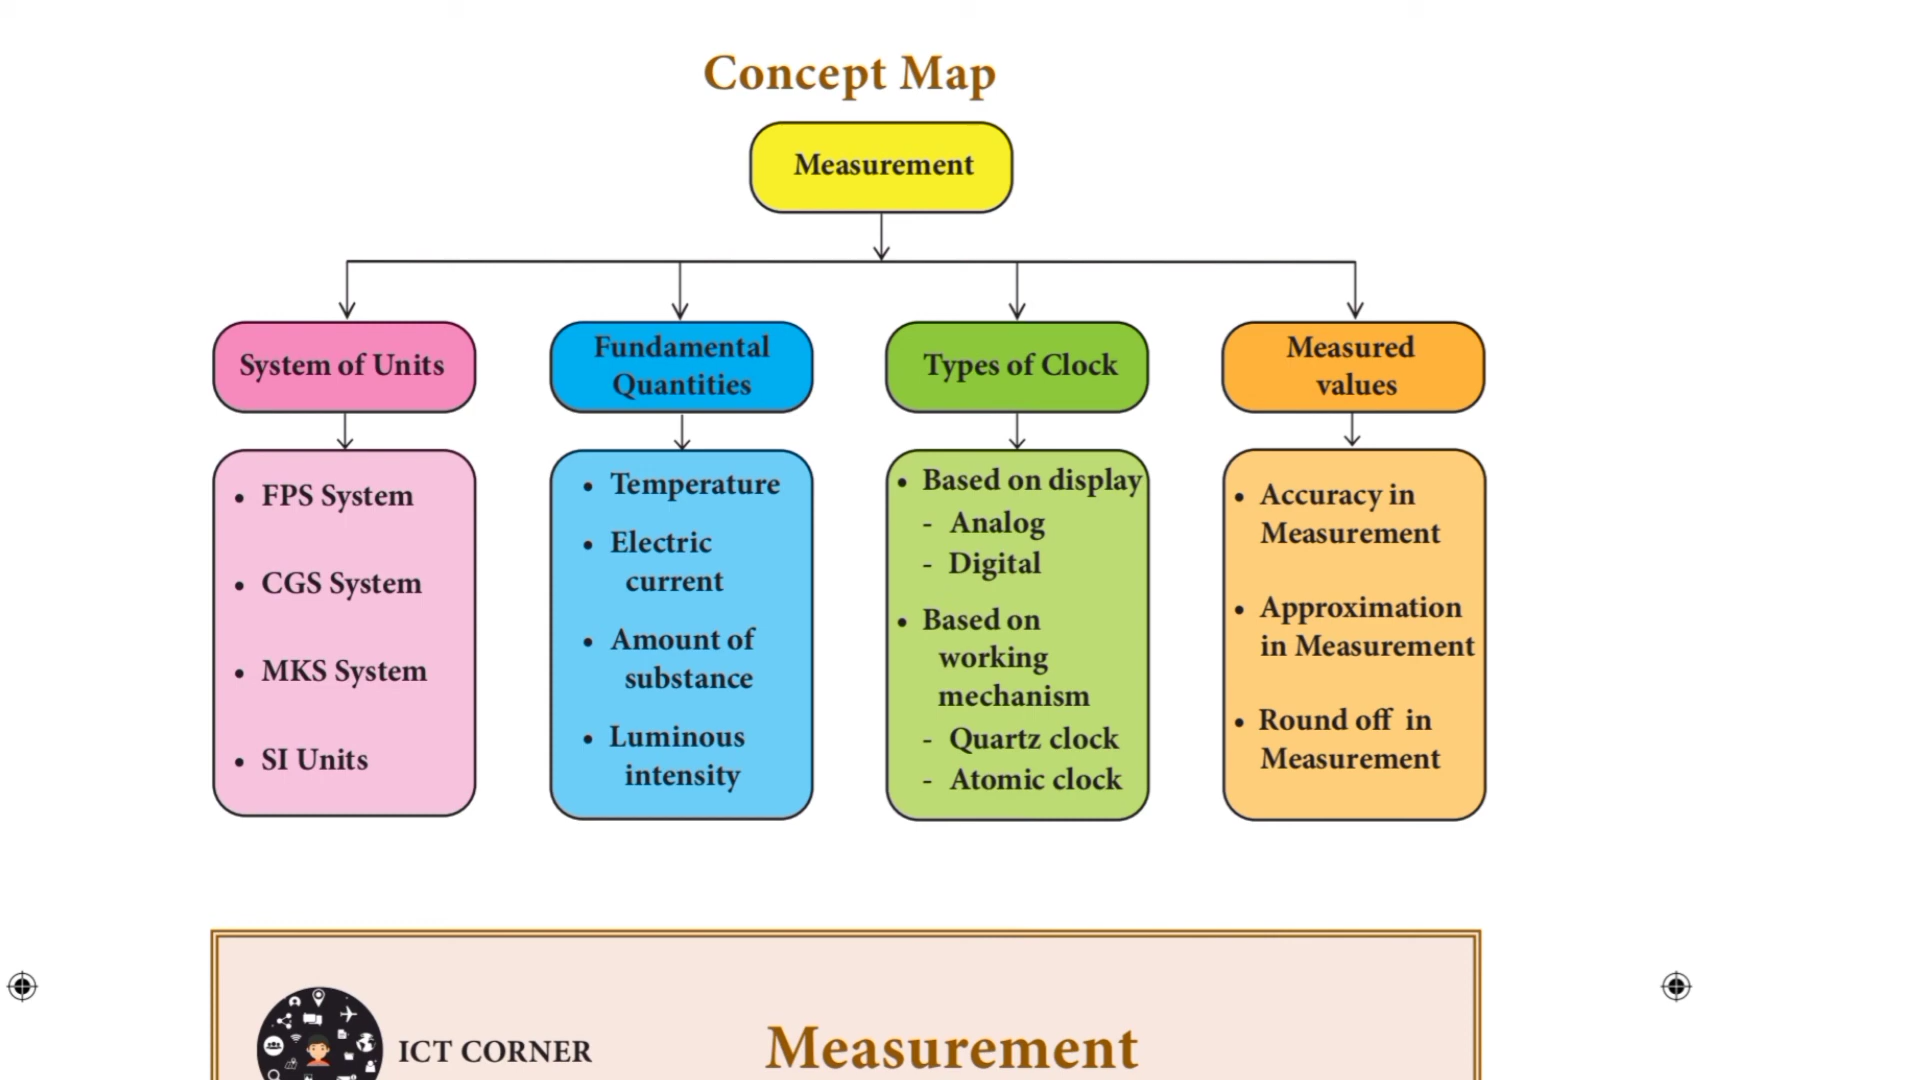 Concept Map
Measurement
System of Units
Fundamental
Quantities
Types of Clock
Measured
values
• FPS System
• CGS System
• MKS System
• SI Units
• Temperature
• Electric
current
• Amount of
substance
• Luminous
intensity
• Based on display
- Analog
- Digital
• Based on
working
mechanism
- Quartz clock
- Atomic clock
• Accuracy in
Measurement
• Approximation
in Measurement
• Round off in
Measurement
ICT CORNER
Measurement